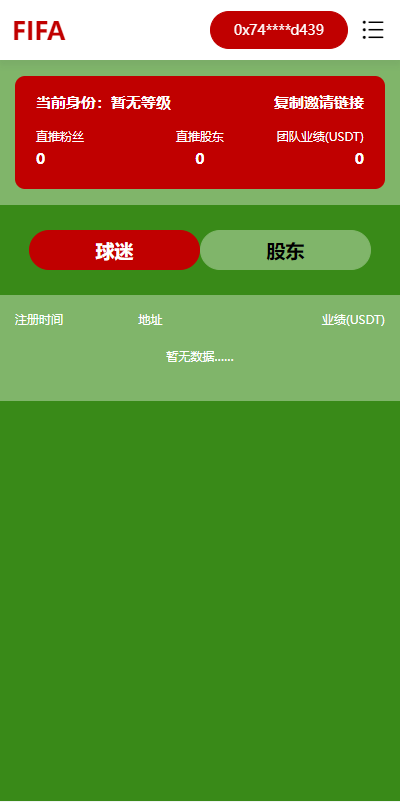 FIFA 0x74****d439
当前身份：暂无等级 复制邀请链接
直推粉丝 直推股东 团队业绩(USDT)
0 0 0
球迷 股东
注册时间 地址 业绩(USDT)
暂无数据......